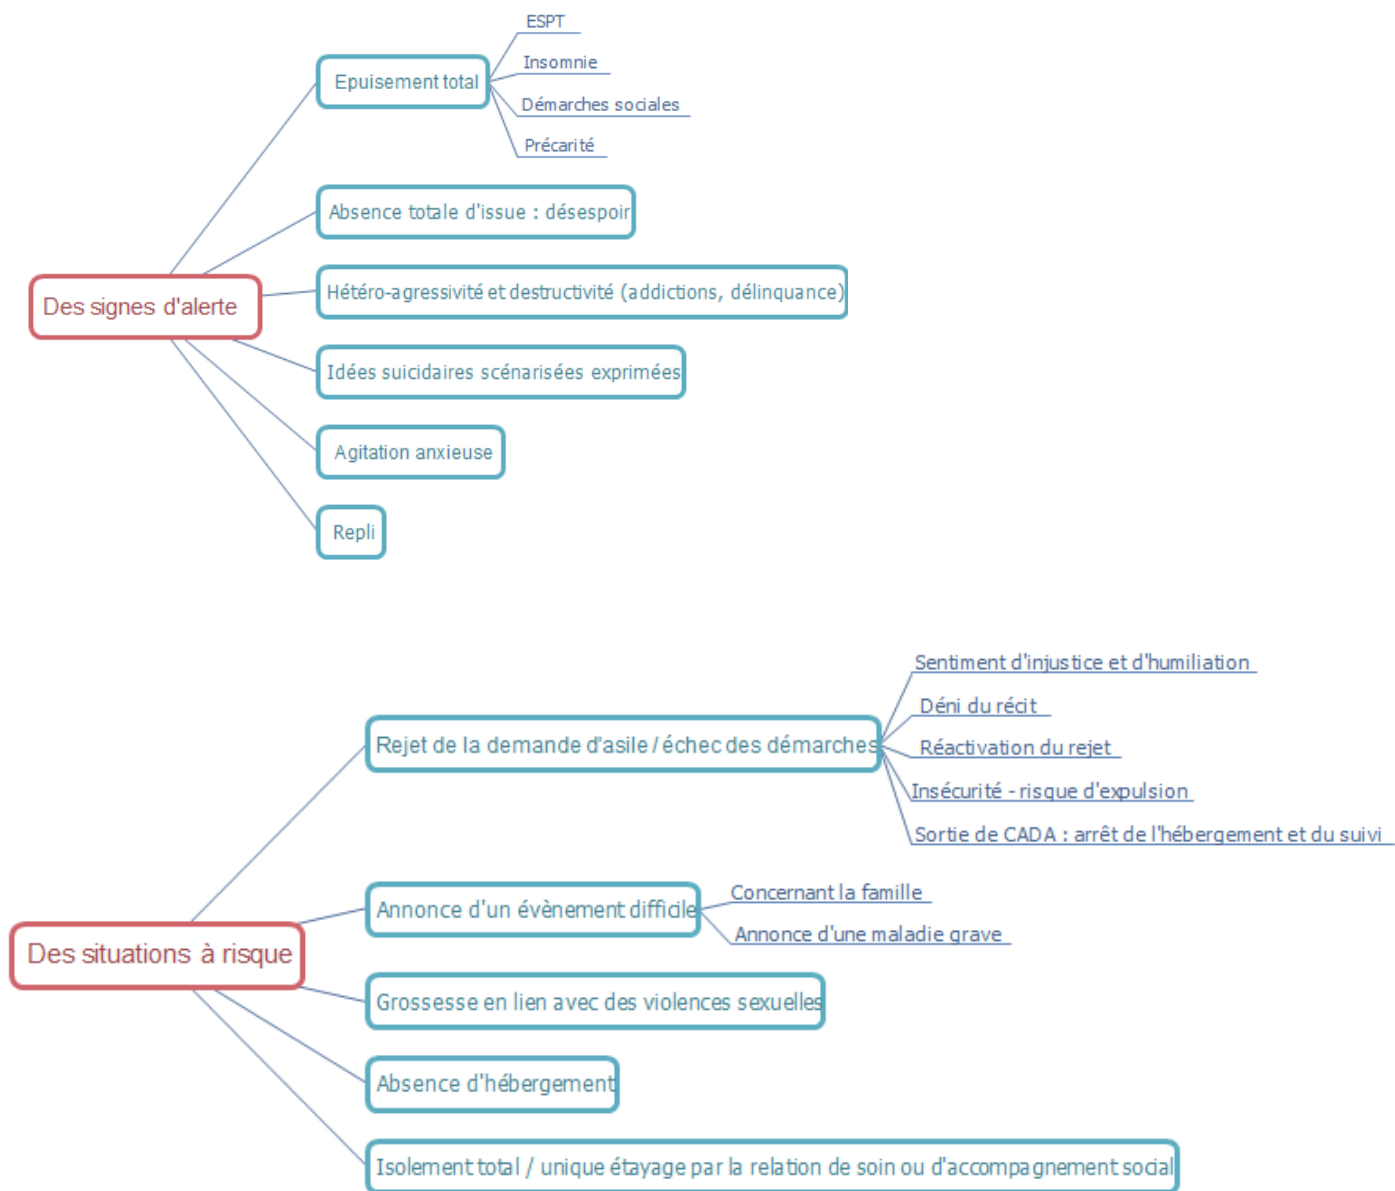 ESPT
Insomnie
Epuisement total
Démarches sociales
Précarité
Absence totale d'issue : désespoir
Des signes d'alerte
Hétéro-agressivité et destructivité (addictions, délinquance)
Idées suicidaires scénarisées exprimées
Agitation anxieuse
Repli
Sentiment d'injustice et d'humiliation
Déni du récit
Rejet de la demande d'asile / échec des démarches
Réactivation du rejet
Insécurité - risque d'expulsion
Sortie de CADA : arrêt de l'hébergement et du suivi
Concernant la famille
Annonce d'un évènement difficile
Annonce d'une maladie grave
Des situations à risque
Grossesse en lien avec des violences sexuelles
Absence d'hébergement
Isolement total / unique étayage par la relation de soin ou d'accompagnement social